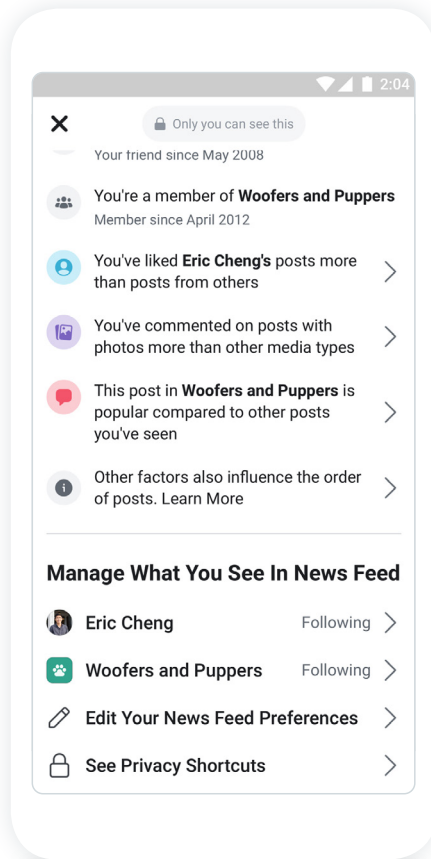 2:04
Only you can see this
Your friend since May 2008
You're a member of Woofers and Puppers
Member since April 2012
You've liked Eric Cheng's posts more
than posts from others
You've commented on posts with
photos more than other media types
This post in Woofers and Puppers is
popular compared to other posts
you've seen
Other factors also influence the order
of posts. Learn More
Manage What You See In News Feed
Eric Cheng Following
Woofers and Puppers Following
Edit Your News Feed Preferences
See Privacy Shortcuts